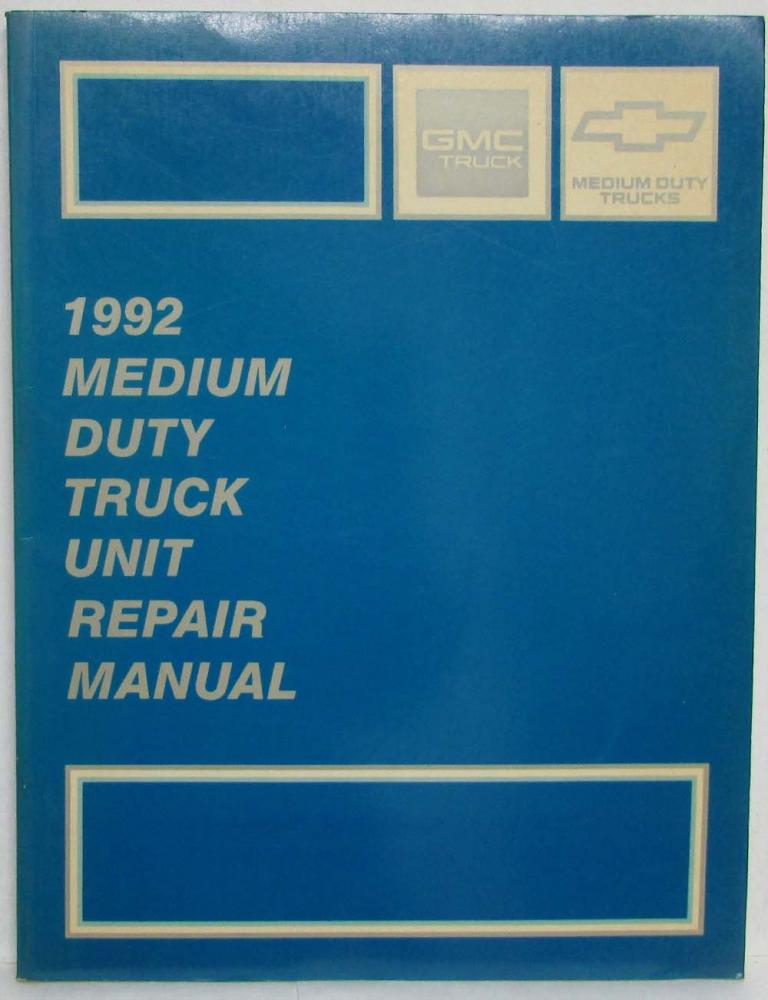 GMC
TRUCK
MEDIUM DUTY
TRUCKS
1992
MEDIUM
DUTY
TRUCK
UNIT
REPAIR
MANUAL